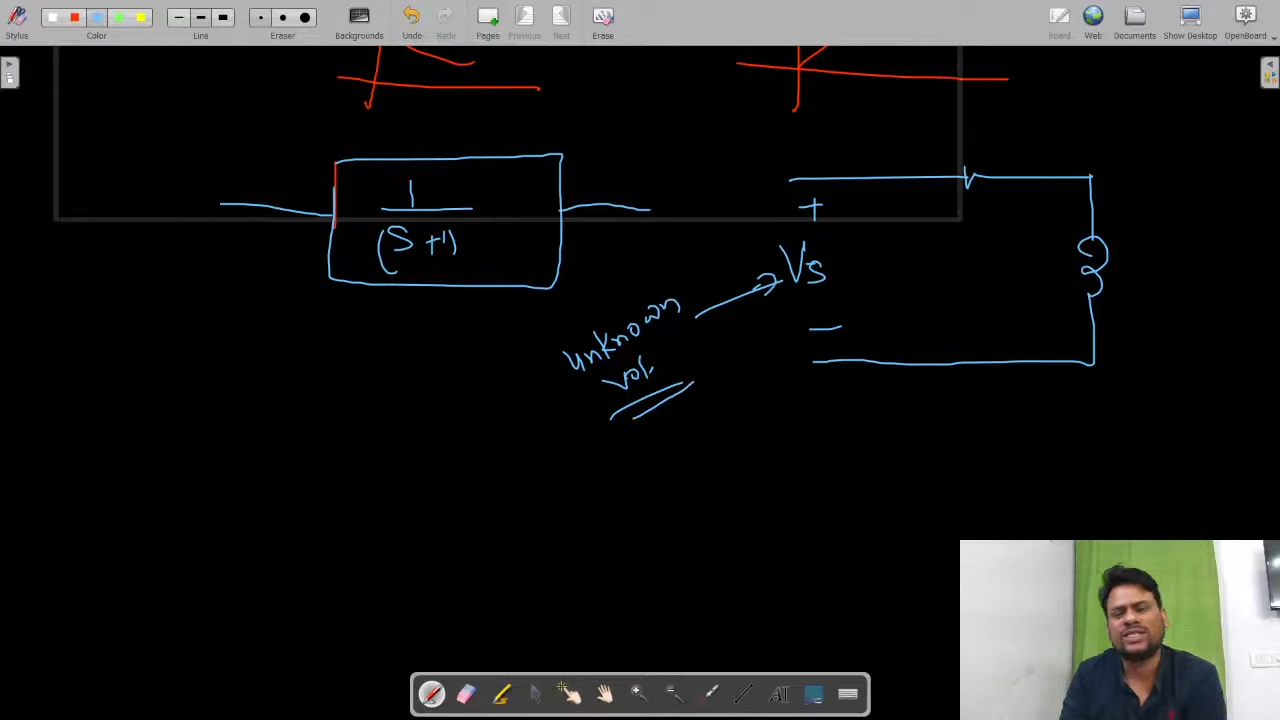 Stylus
Color
Line
Eraser
Backgrounds
Undo
Redo
Pages
Previous
Next
Erase
Board
Web
Documents
Show Desktop
OpenBoard
1
(S+1)
+
Vs
−
unknown
vol.